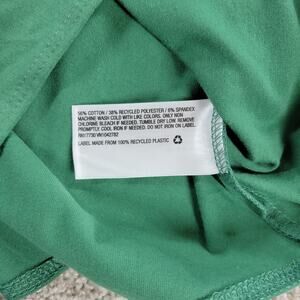 56% COTTON / 38% RECYCLED POLYESTER / 6% SPANDEX
MACHINE WASH COLD WITH LIKE COLORS. ONLY NON
CHLORINE BLEACH IF NEEDED. TUMBLE DRY LOW. REMOVE
PROMPTLY. COOL IRON IF NEEDED. DO NOT IRON ON LABEL.
RN17730 VN1042782
LABEL MADE FROM 100% RECYCLED PLASTIC